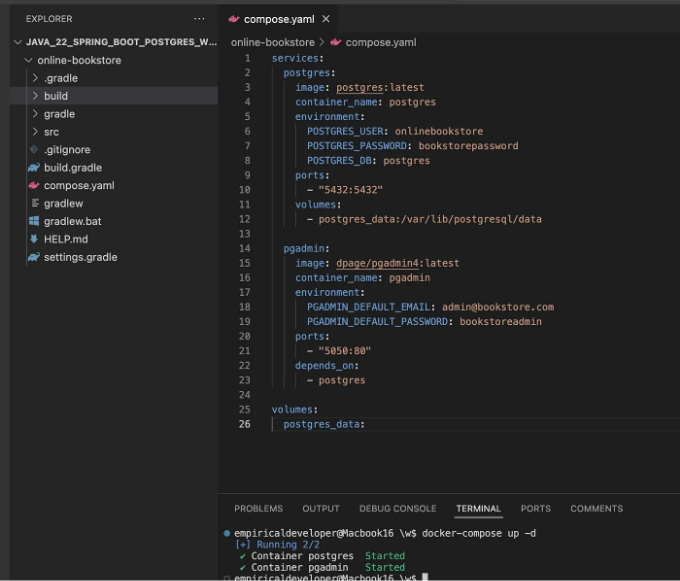 EXPLORER
JAVA_22_SPRING_BOOT_POSTGRES_W...
online-bookstore
.gradle
build
gradle
src
.gitignore
build.gradle
compose.yaml
gradlew
gradlew.bat
HELP.md
settings.gradle
compose.yaml
online-bookstore > compose.yaml
1 services:
2   postgres:
3     image: postgres:latest
4     container_name: postgres
5     environment:
6       POSTGRES_USER: onlinebookstore
7       POSTGRES_PASSWORD: bookstorepassword
8       POSTGRES_DB: postgres
9     ports:
10       - "5432:5432"
11     volumes:
12       - postgres_data:/var/lib/postgresql/data
13
14   pgadmin:
15     image: dpage/pgadmin4:latest
16     container_name: pgadmin
17     environment:
18       PGADMIN_DEFAULT_EMAIL: admin@bookstore.com
19       PGADMIN_DEFAULT_PASSWORD: bookstoreadmin
20     ports:
21       - "5050:80"
22     depends_on:
23       - postgres
24
25 volumes:
26   postgres_data:
PROBLEMS OUTPUT DEBUG CONSOLE TERMINAL PORTS COMMENTS
empiricaldeveloper@Macbook16 \w$ docker-compose up -d
[+] Running 2/2
✔ Container postgres Started
✔ Container pgadmin Started
empiricaldeveloper@Macbook16 \w$